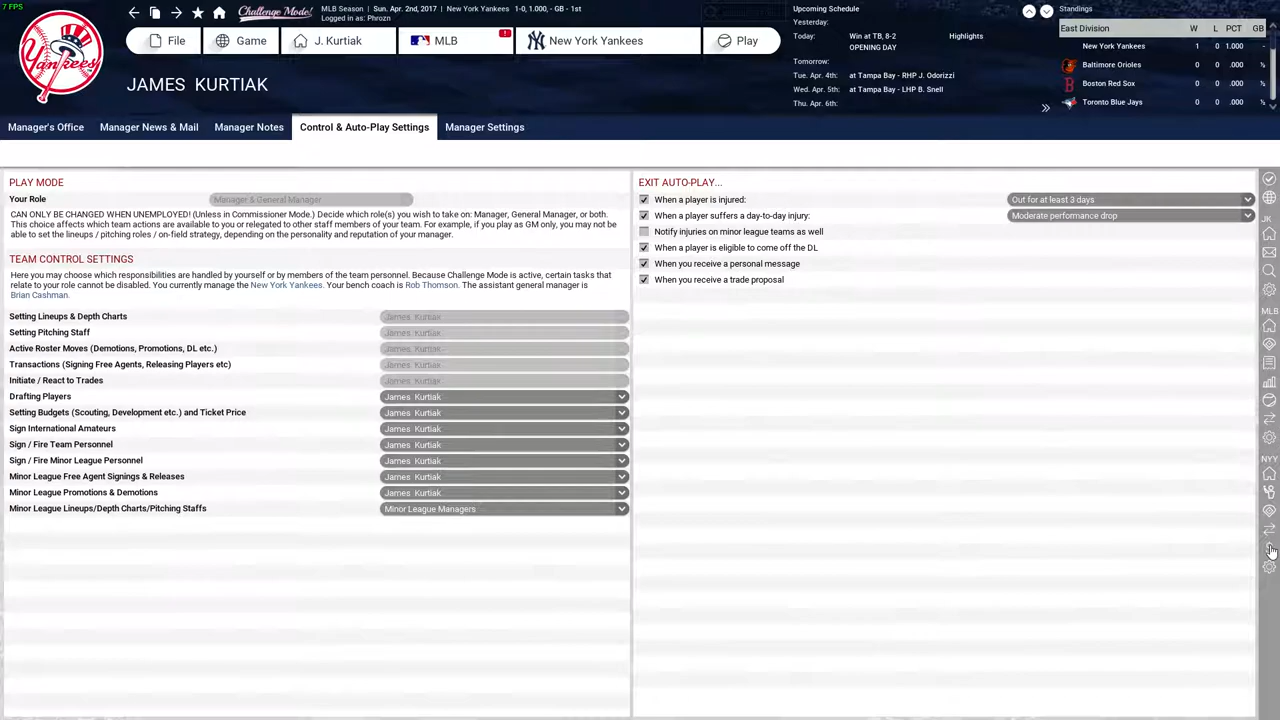 7 FPS
Yankees
Challenge Mode!
MLB Season | Sun. Apr. 2nd, 2017 | New York Yankees 1-0, 1.000, - GB - 1st
Logged in as: Phrozn
File
Game
J. Kurtiak
MLB
New York Yankees
Play
JAMES KURTIAK
Upcoming Schedule
Yesterday:
Today: Win at TB, 8-2 Highlights
OPENING DAY
Tomorrow:
Tue. Apr. 4th: at Tampa Bay - RHP J. Odorizzi
Wed. Apr. 5th: at Tampa Bay - LHP B. Snell
Thu. Apr. 6th:
Standings
East Division W L PCT GB
New York Yankees 1 0 1.000 -
Baltimore Orioles 0 0 .000 ½
Boston Red Sox 0 0 .000 ½
Toronto Blue Jays 0 0 .000 ½
Manager's Office
Manager News & Mail
Manager Notes
Control & Auto-Play Settings
Manager Settings
PLAY MODE
Your Role Manager & General Manager
CAN ONLY BE CHANGED WHEN UNEMPLOYED! (Unless in Commissioner Mode.) Decide which role(s) you wish to take on: Manager, General Manager, or both.
This choice affects which team actions are available to you or relegated to other staff members of your team. For example, if you play as GM only, you may not be
able to set the lineups / pitching roles / on-field strategy, depending on the personality and reputation of your manager.
TEAM CONTROL SETTINGS
Here you may choose which responsibilities are handled by yourself or by members of the team personnel. Because Challenge Mode is active, certain tasks that
relate to your role cannot be disabled. You currently manage the New York Yankees. Your bench coach is Rob Thomson. The assistant general manager is
Brian Cashman.
Setting Lineups & Depth Charts James Kurtiak
Setting Pitching Staff James Kurtiak
Active Roster Moves (Demotions, Promotions, DL etc.) James Kurtiak
Transactions (Signing Free Agents, Releasing Players etc) James Kurtiak
Initiate / React to Trades James Kurtiak
Drafting Players James Kurtiak
Setting Budgets (Scouting, Development etc.) and Ticket Price James Kurtiak
Sign International Amateurs James Kurtiak
Sign / Fire Team Personnel James Kurtiak
Sign / Fire Minor League Personnel James Kurtiak
Minor League Free Agent Signings & Releases James Kurtiak
Minor League Promotions & Demotions James Kurtiak
Minor League Lineups/Depth Charts/Pitching Staffs Minor League Managers
EXIT AUTO-PLAY...
When a player is injured: Out for at least 3 days
When a player suffers a day-to-day injury: Moderate performance drop
Notify injuries on minor league teams as well
When a player is eligible to come off the DL
When you receive a personal message
When you receive a trade proposal
JK
MLB
NYY